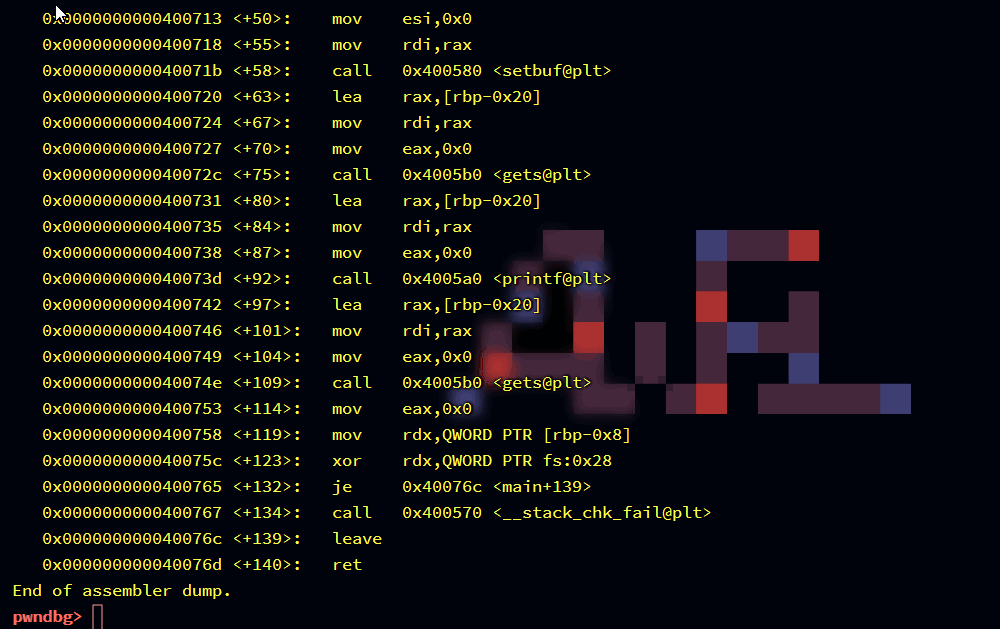 0x0000000000400713 <+50>: mov esi,0x0
0x0000000000400718 <+55>: mov rdi,rax
0x000000000040071b <+58>: call 0x400580 <setbuf@plt>
0x0000000000400720 <+63>: lea rax,[rbp-0x20]
0x0000000000400724 <+67>: mov rdi,rax
0x0000000000400727 <+70>: mov eax,0x0
0x000000000040072c <+75>: call 0x4005b0 <gets@plt>
0x0000000000400731 <+80>: lea rax,[rbp-0x20]
0x0000000000400735 <+84>: mov rdi,rax
0x0000000000400738 <+87>: mov eax,0x0
0x000000000040073d <+92>: call 0x4005a0 <printf@plt>
0x0000000000400742 <+97>: lea rax,[rbp-0x20]
0x0000000000400746 <+101>: mov rdi,rax
0x0000000000400749 <+104>: mov eax,0x0
0x000000000040074e <+109>: call 0x4005b0 <gets@plt>
0x0000000000400753 <+114>: mov eax,0x0
0x0000000000400758 <+119>: mov rdx,QWORD PTR [rbp-0x8]
0x000000000040075c <+123>: xor rdx,QWORD PTR fs:0x28
0x0000000000400765 <+132>: je 0x40076c <main+139>
0x0000000000400767 <+134>: call 0x400570 <__stack_chk_fail@plt>
0x000000000040076c <+139>: leave
0x000000000040076d <+140>: ret
End of assembler dump.
pwndbg>